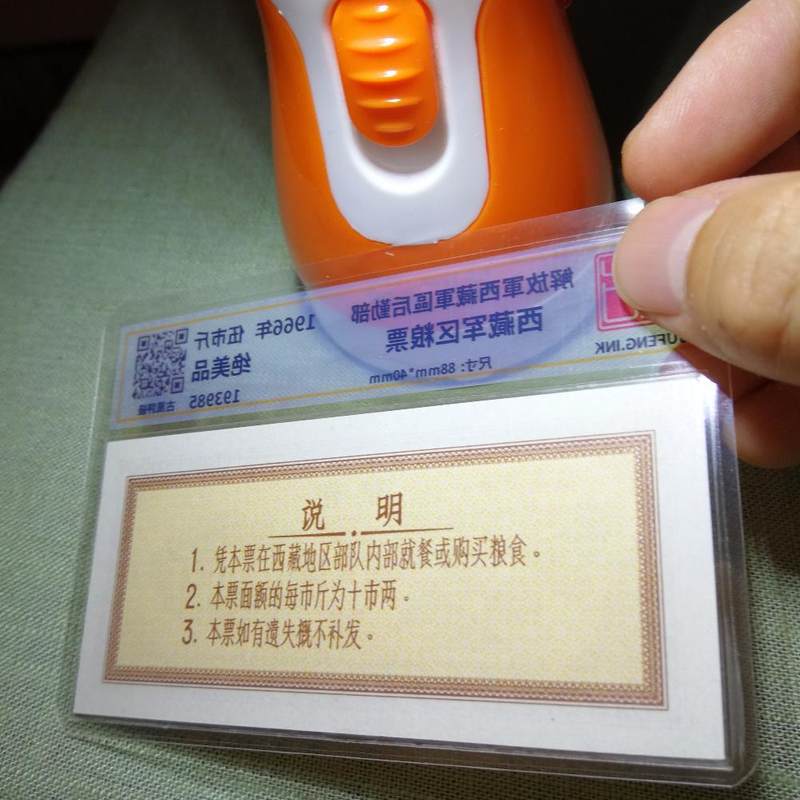 解放軍西藏軍區后勤部
西藏军区粮票
尺寸：88mm*40mm
1966年 伍市斤
绝美品
193985
GUFENG.INK
说 明
1. 凭本票在西藏地区部队内部就餐或购买粮食。
2. 本票面额的每市斤为十市两。
3. 本票如有遗失概不补发。